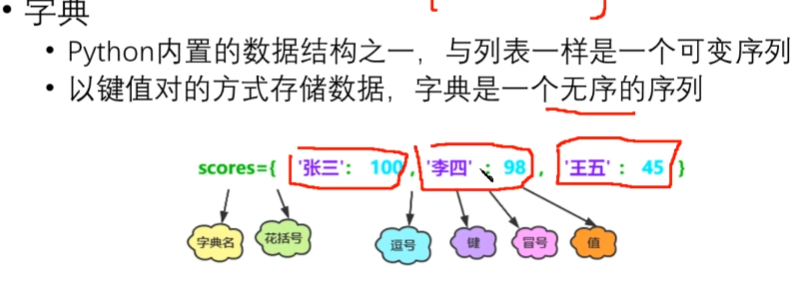 • 字典
• Python内置的数据结构之一，与列表一样是一个可变序列
• 以键值对的方式存储数据，字典是一个无序的序列
scores={ '张三': 100, '李四' : 98 , '王五' : 45 }
字典名 花括号 逗号 键 冒号 值